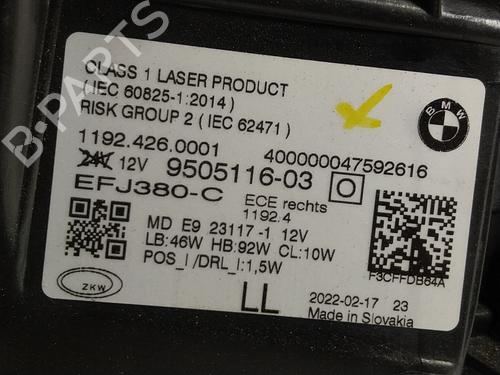 B-PARTS
CLASS 1 LASER PRODUCT
(IEC 60825-1:2014)
RISK GROUP 2 (IEC 62471)
BMW
1192.426.0001 400000047592616
24V 12V 9505116-03
EFJ380-C ECE rechts
1192.4
MD E9 23117-1 12V
LB:46W HB:92W CL:10W
POS_I/DRL_I:1,5W
F3CFFDB64A
ZKW
LL
2022-02-17 23
Made in Slovakia